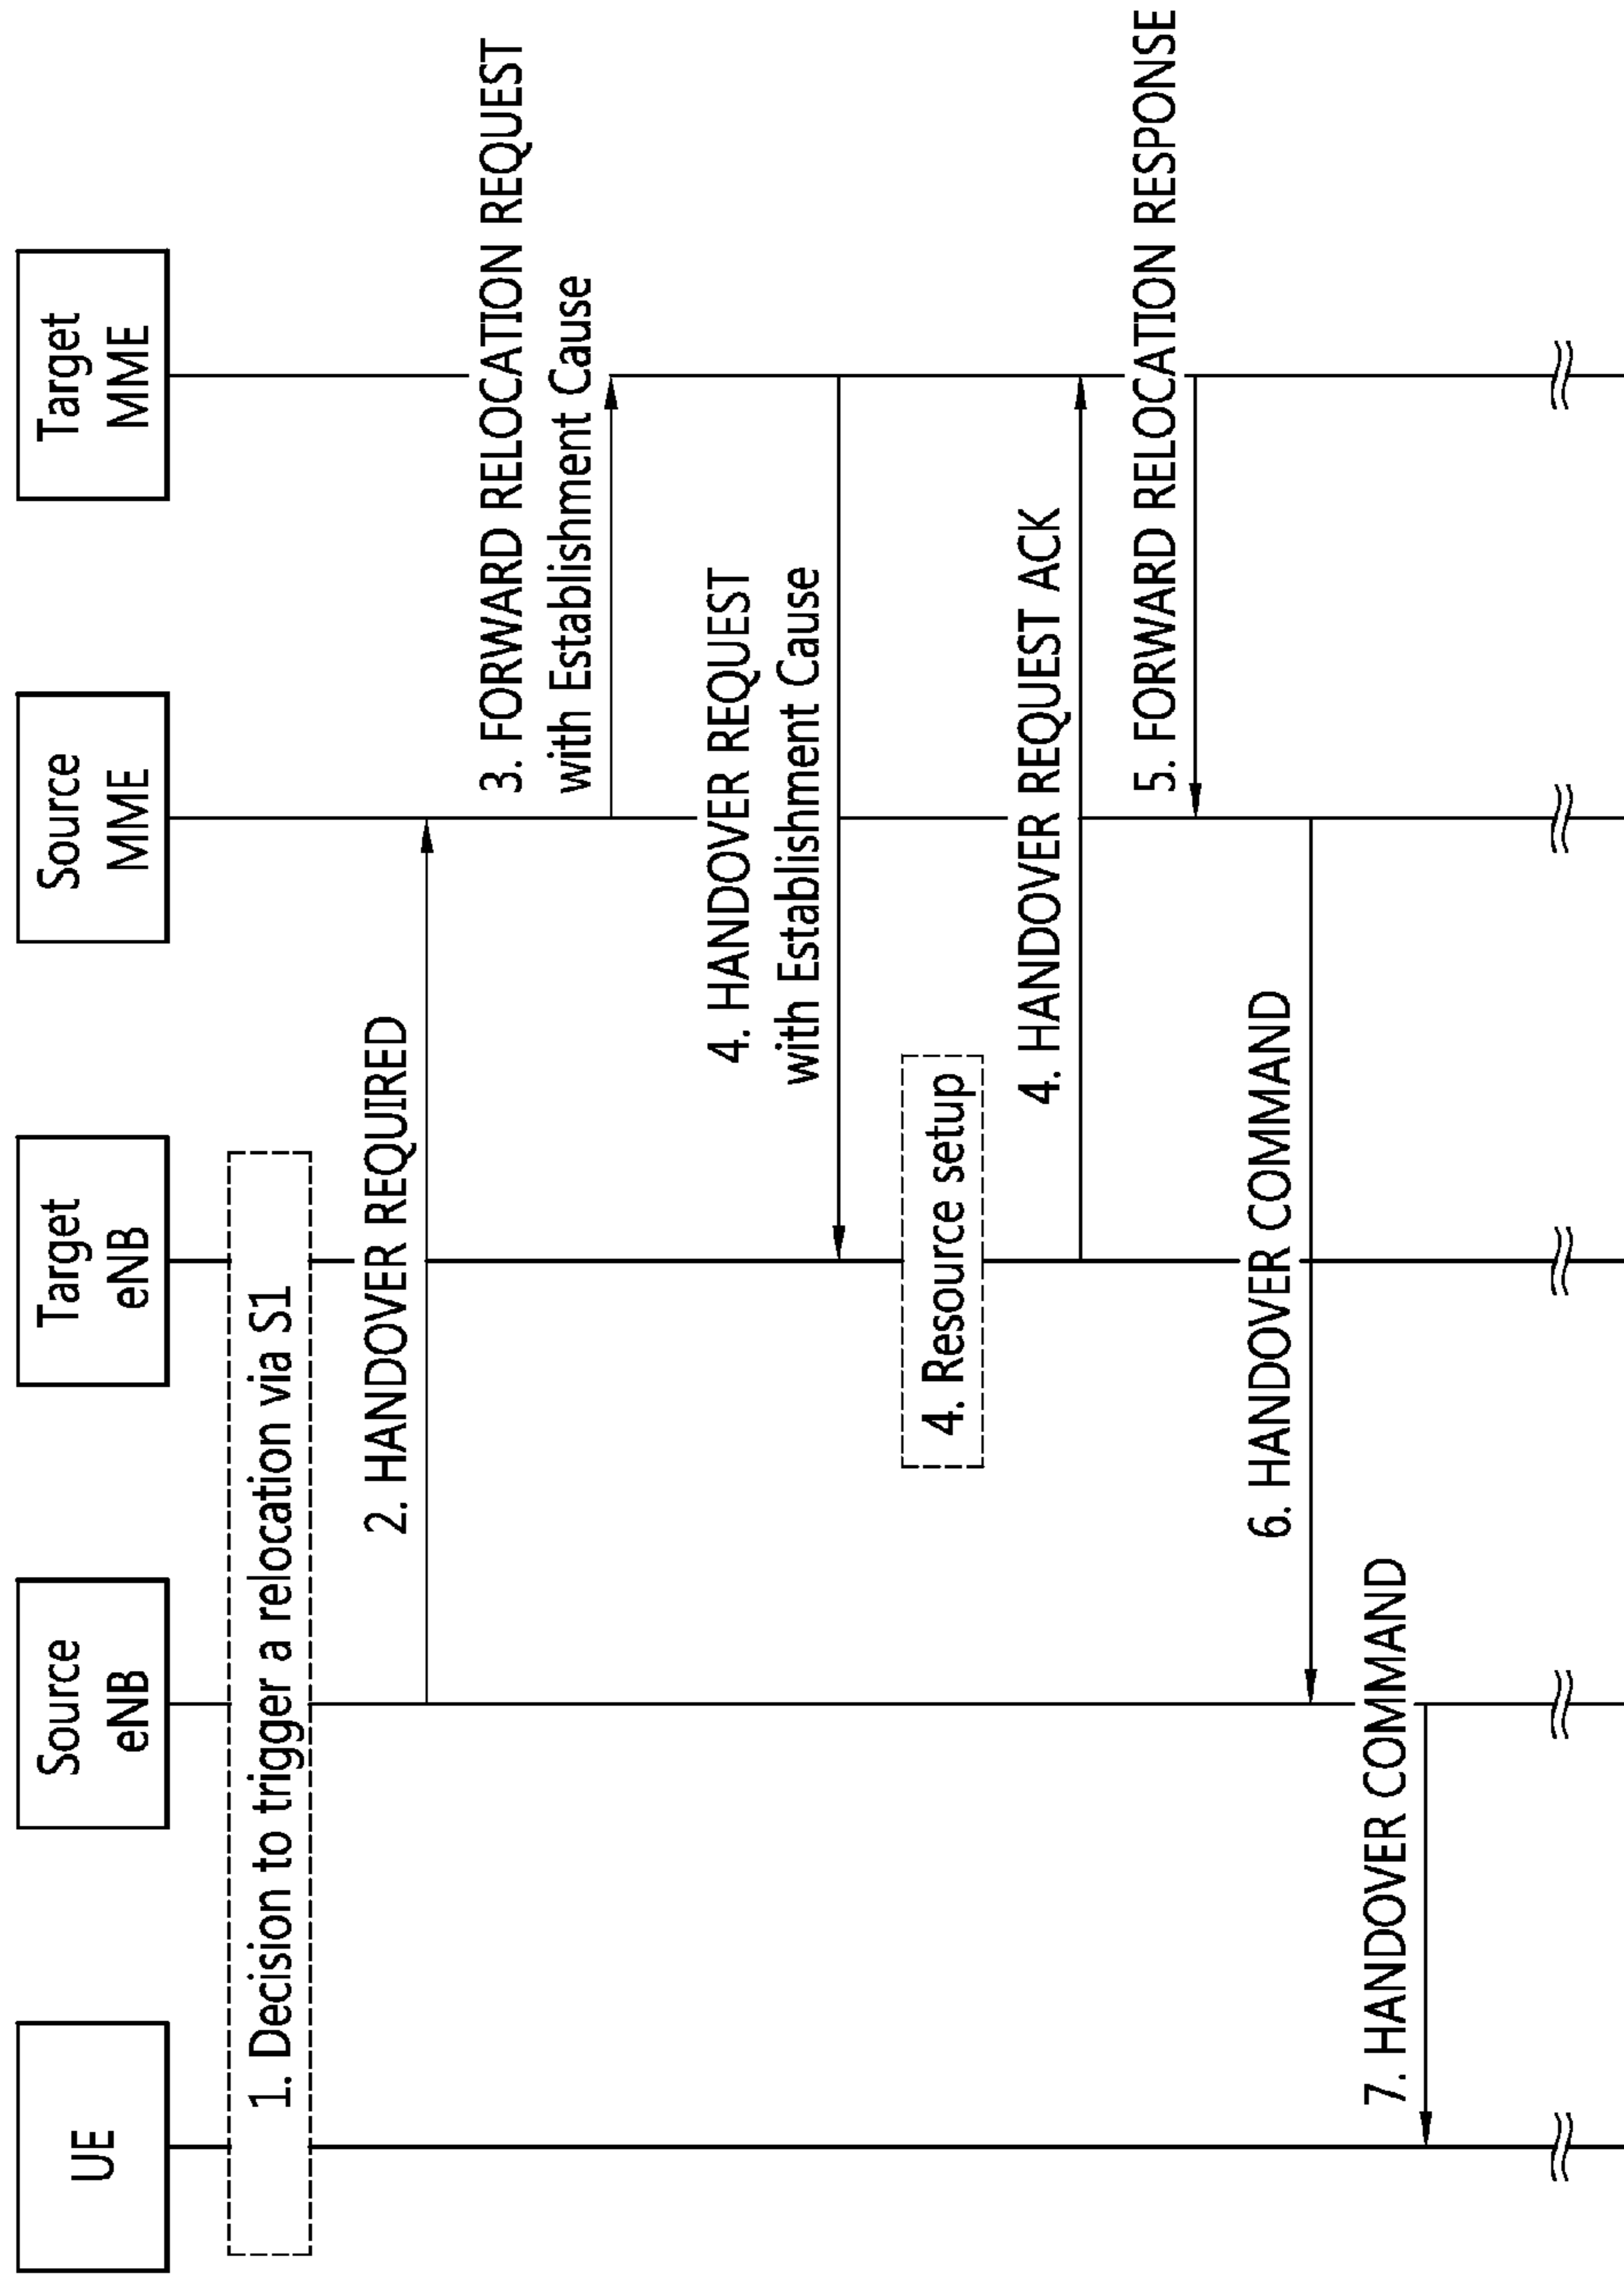 UE
Source
eNB
Target
eNB
Source
MME
Target
MME
1. Decision to trigger a relocation via S1
2. HANDOVER REQUIRED
3. FORWARD RELOCATION REQUEST
with Establishment Cause
4. HANDOVER REQUEST
with Establishment Cause
4. Resource setup
4. HANDOVER REQUEST ACK
5. FORWARD RELOCATION RESPONSE
6. HANDOVER COMMAND
7. HANDOVER COMMAND